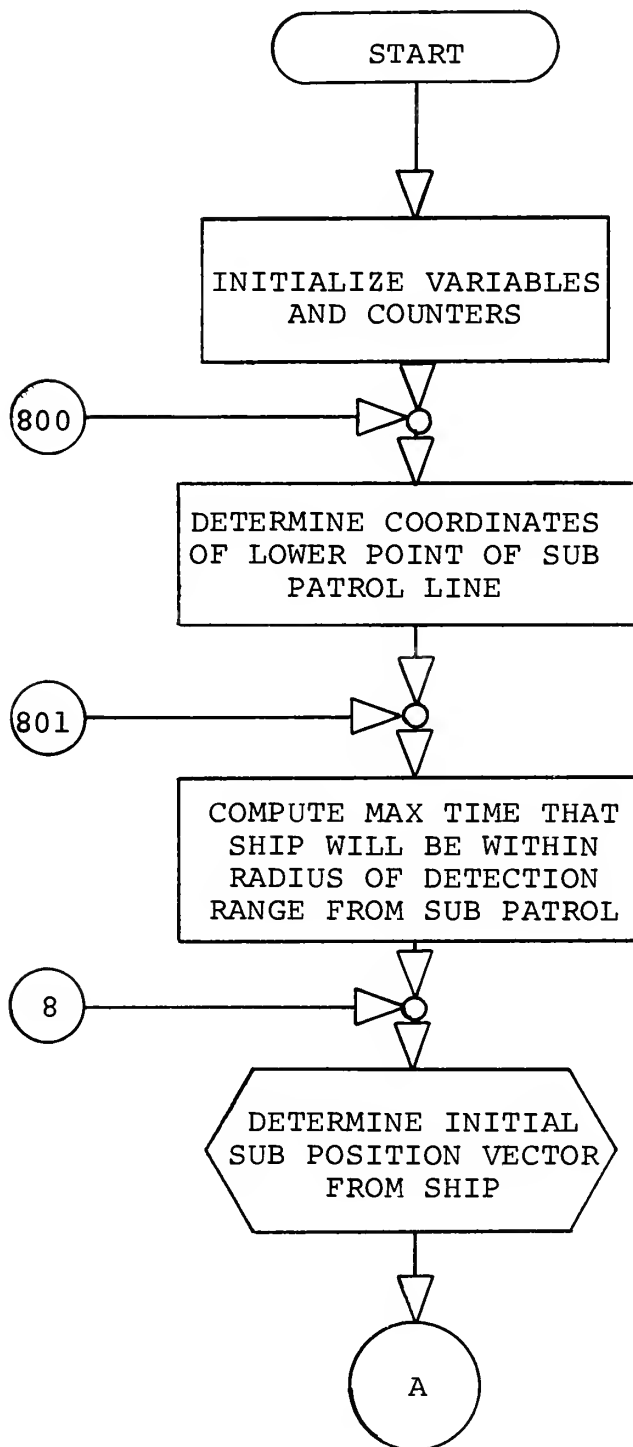 START
INITIALIZE VARIABLES
AND COUNTERS
800
DETERMINE COORDINATES
OF LOWER POINT OF SUB
PATROL LINE
801
COMPUTE MAX TIME THAT
SHIP WILL BE WITHIN
RADIUS OF DETECTION
RANGE FROM SUB PATROL
8
DETERMINE INITIAL
SUB POSITION VECTOR
FROM SHIP
A